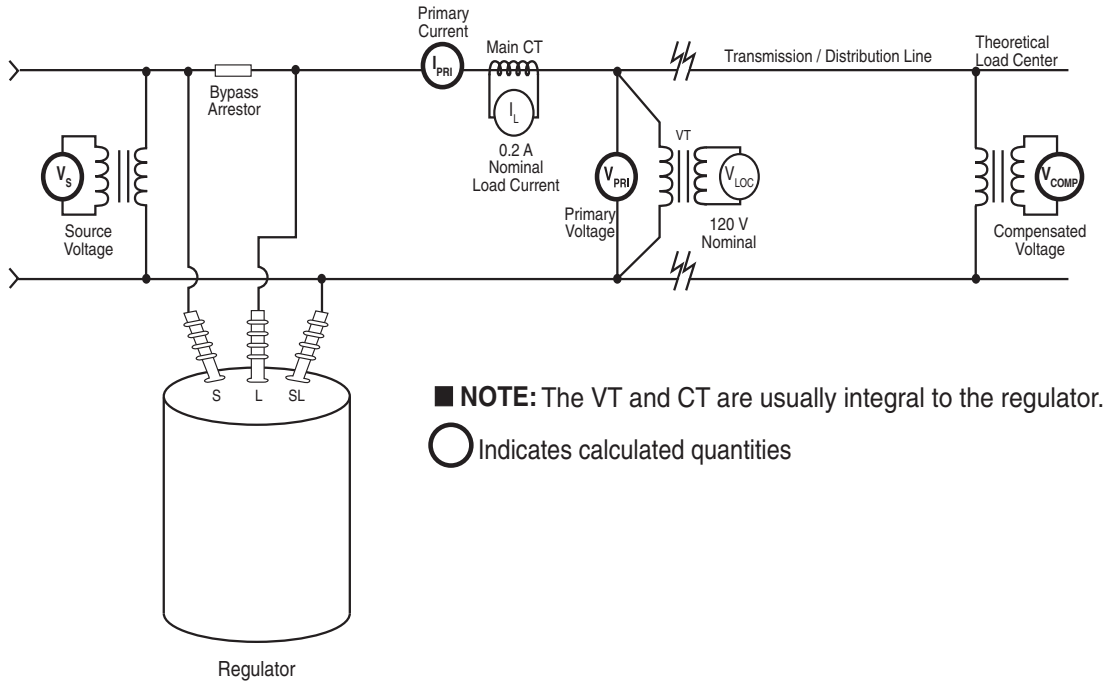 Primary
Current
I PRI
Main CT
I L
0.2 A
Nominal
Load Current
Bypass
Arrestor
V S
Source
Voltage
V PRI
Primary
Voltage
VT
V LOC
120 V
Nominal
Transmission / Distribution Line
Theoretical
Load Center
V COMP
Compensated
Voltage
S L SL
Regulator
■ NOTE: The VT and CT are usually integral to the regulator.
Indicates calculated quantities